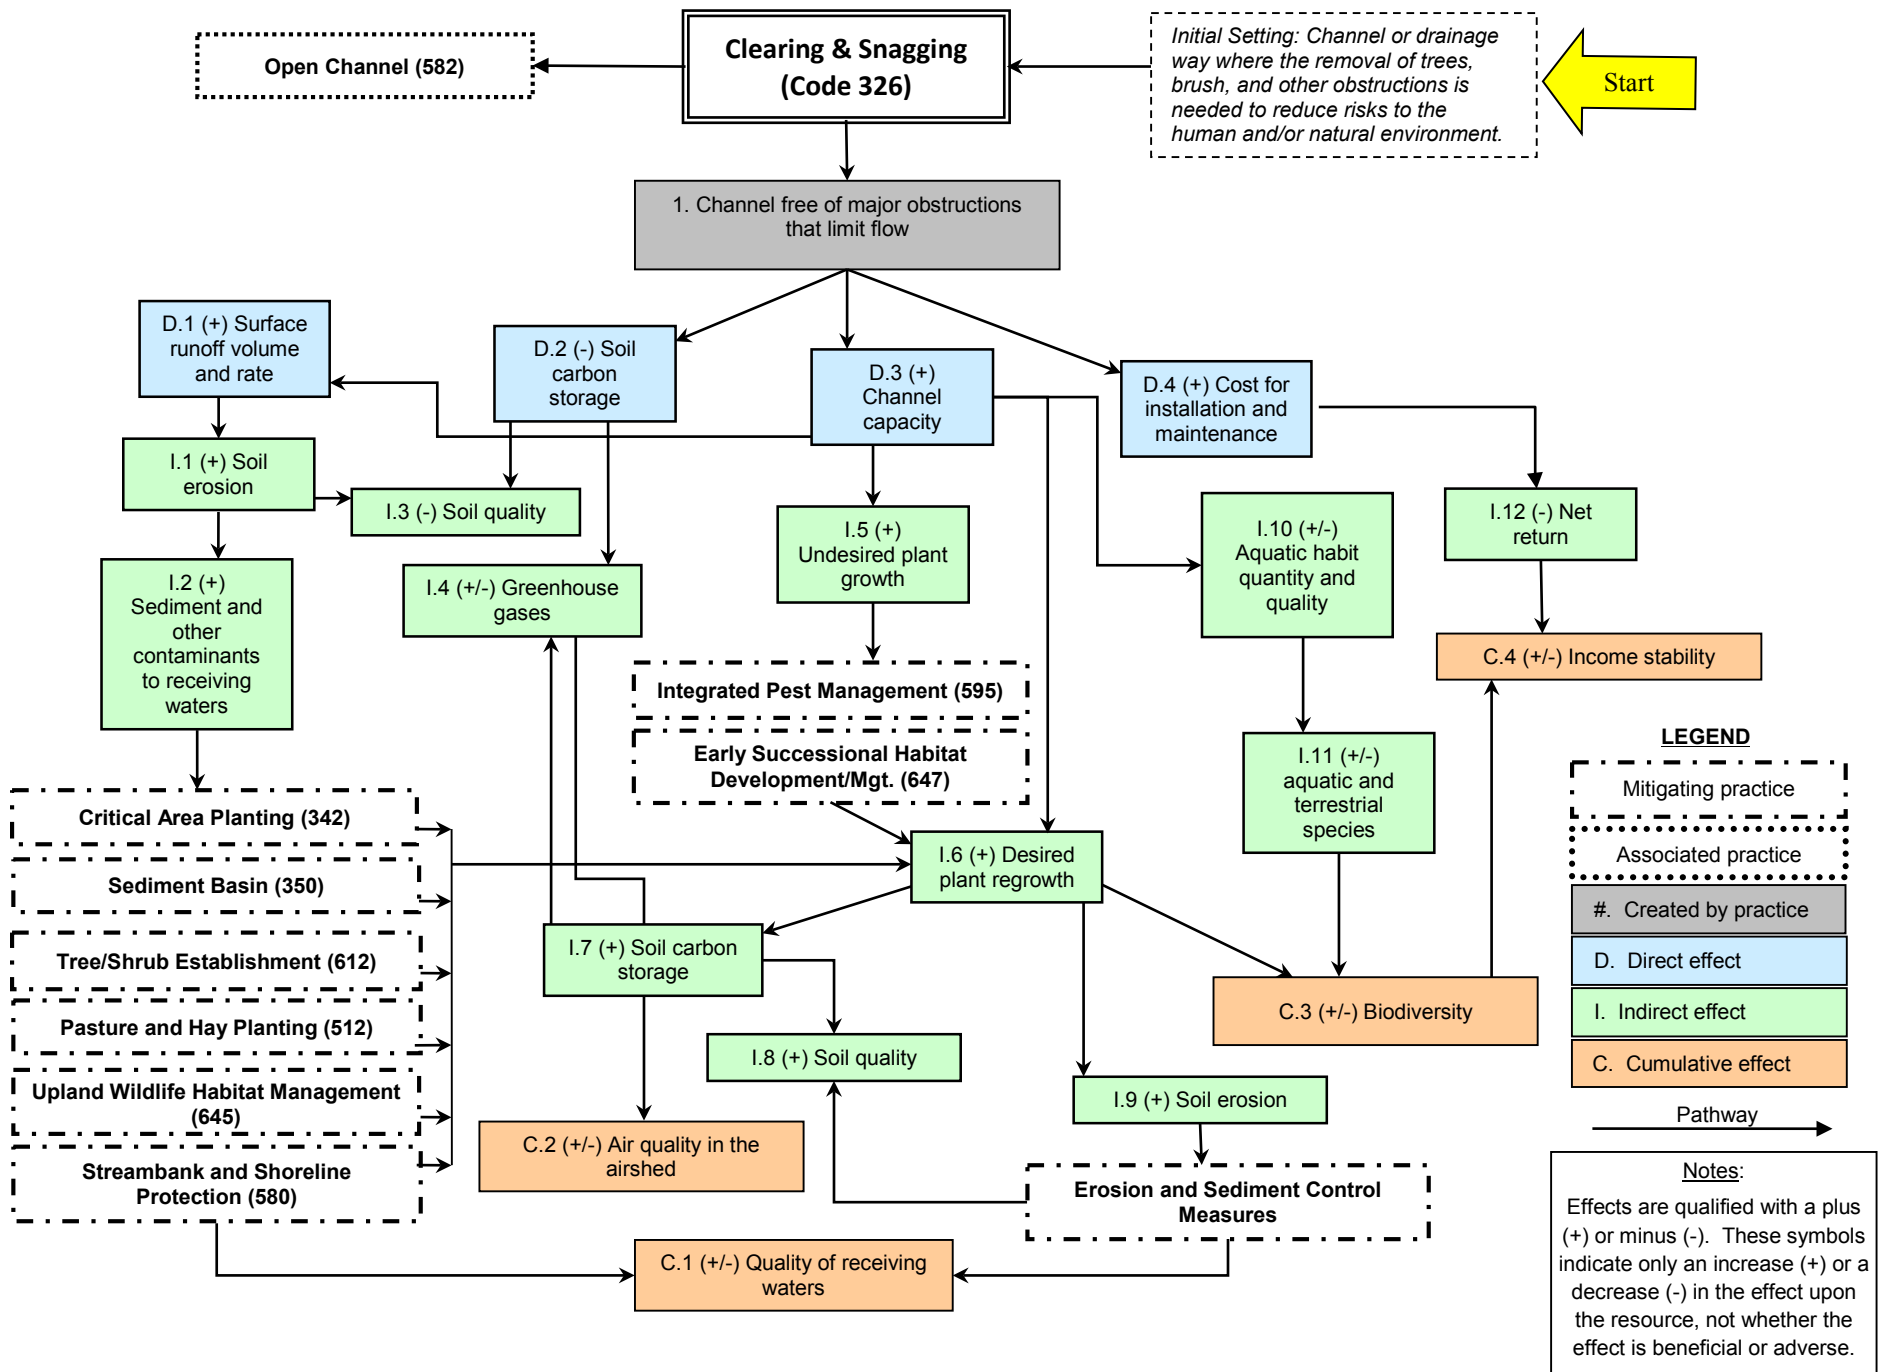 Open Channel (582)
Clearing & Snagging
(Code 326)
Initial Setting: Channel or drainage
way where the removal of trees,
brush, and other obstructions is
needed to reduce risks to the
human and/or natural environment.
Start
1. Channel free of major obstructions
that limit flow
D.1 (+) Surface
runoff volume
and rate
D.2 (-) Soil
carbon
storage
D.3 (+)
Channel
capacity
D.4 (+) Cost for
installation and
maintenance
I.1 (+) Soil
erosion
I.3 (-) Soil quality
I.5 (+)
Undesired plant
growth
I.10 (+/-)
Aquatic habit
quantity and
quality
I.12 (-) Net
return
I.2 (+)
Sediment and
other
contaminants
to receiving
waters
I.4 (+/-) Greenhouse
gases
C.4 (+/-) Income stability
Integrated Pest Management (595)
Early Successional Habitat
Development/Mgt. (647)
I.11 (+/-)
aquatic and
terrestrial
species
Critical Area Planting (342)
Sediment Basin (350)
Tree/Shrub Establishment (612)
Pasture and Hay Planting (512)
Upland Wildlife Habitat Management
(645)
Streambank and Shoreline
Protection (580)
I.6 (+) Desired
plant regrowth
I.7 (+) Soil carbon
storage
C.3 (+/-) Biodiversity
I.8 (+) Soil quality
I.9 (+) Soil erosion
C.2 (+/-) Air quality in the
airshed
Erosion and Sediment Control
Measures
C.1 (+/-) Quality of receiving
waters
LEGEND
Mitigating practice
Associated practice
#. Created by practice
D. Direct effect
I. Indirect effect
C. Cumulative effect
Pathway
Notes:
Effects are qualified with a plus
(+) or minus (-). These symbols
indicate only an increase (+) or a
decrease (-) in the effect upon
the resource, not whether the
effect is beneficial or adverse.